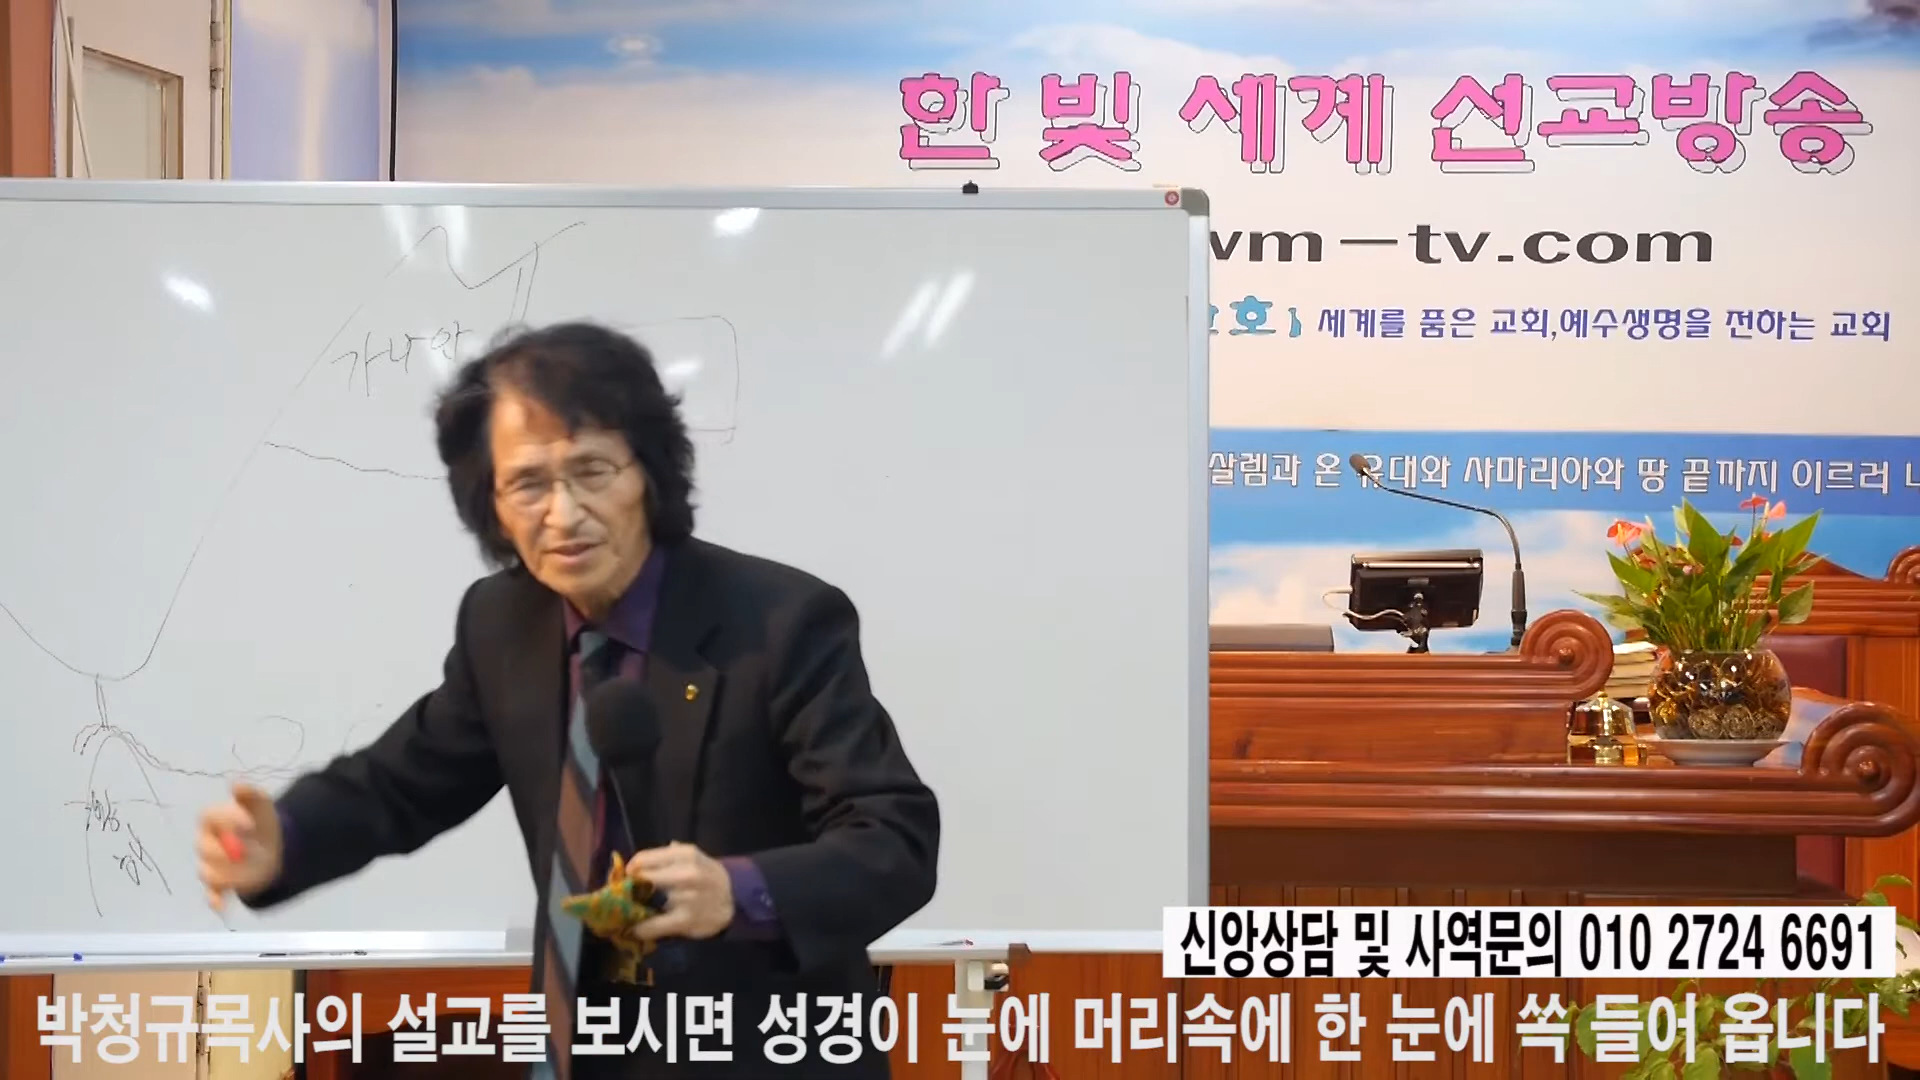 한 빛 세계 선교방송
wm-tv.com
호 세계를 품은 교회,예수생명을 전하는 교회
살렘과 온 유대와 사마리아와 땅 끝까지 이르러
가나안
신앙상담 및 사역문의 010 2724 6691
박청규목사의 설교를 보시면 성경이 눈에 머리속에 한 눈에 쏙 들어 옵니다